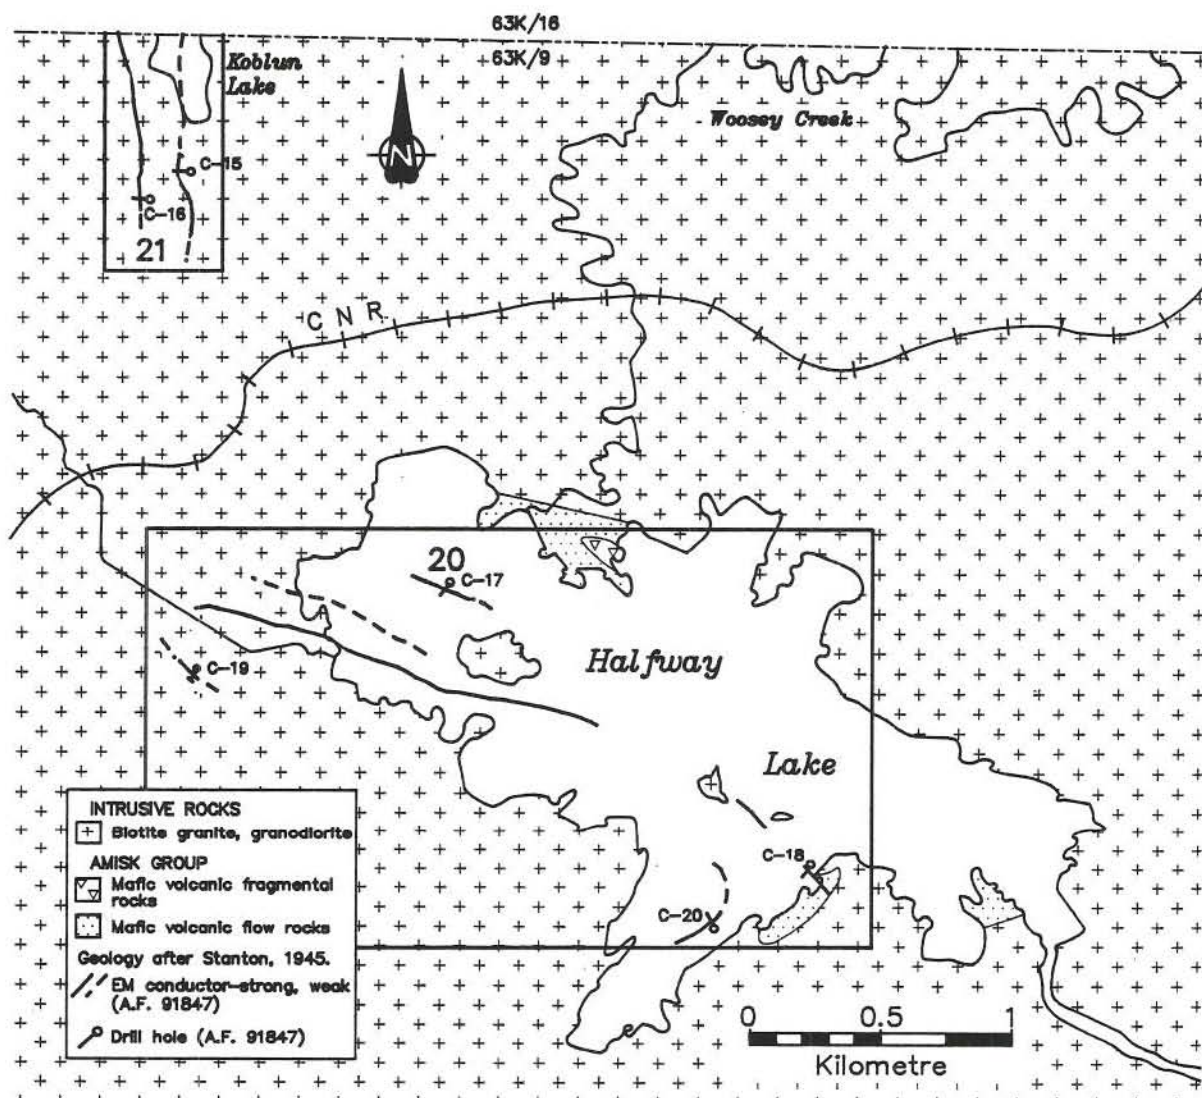 63K/16
63K/9
Koblun
Lake
Woosey Creek
N
C-15
C-16
21
C N R
20
C-17
C-19
Halfway
Lake
C-18
C-20
INTRUSIVE ROCKS
Biotite granite, granodiorite
AMISK GROUP
Mafic volcanic fragmental
rocks
Mafic volcanic flow rocks
Geology after Stanton, 1945.
EM conductor-strong, weak
(A.F. 91847)
Drill hole (A.F. 91847)
0 0.5 1
Kilometre